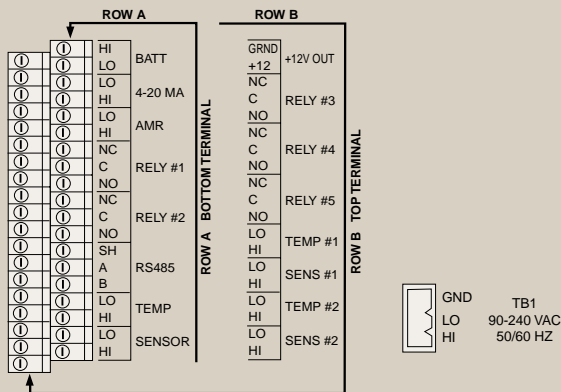 ROW A
HI
LO
BATT
LO
HI
4-20 MA
LO
HI
AMR
NC
C
NO
RELY #1
NC
C
NO
RELY #2
SH
A
B
RS485
LO
HI
TEMP
LO
HI
SENSOR
ROW A BOTTOM TERMINAL
ROW B
GRND
+12
+12V OUT
NC
C
NO
RELY #3
NC
C
NO
RELY #4
NC
C
NO
RELY #5
LO
HI
TEMP #1
LO
HI
SENS #1
LO
HI
TEMP #2
LO
HI
SENS #2
ROW B TOP TERMINAL
GND
LO
HI
TB1
90-240 VAC
50/60 HZ